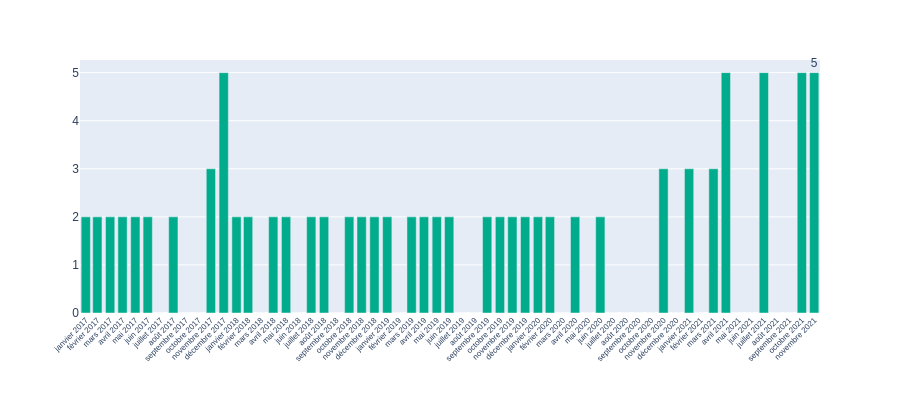 5
5
4
3
2
1
0
janvier 2017
février 2017
mars 2017
avril 2017
mai 2017
juin 2017
juillet 2017
août 2017
septembre 2017
octobre 2017
novembre 2017
décembre 2017
janvier 2018
février 2018
mars 2018
avril 2018
mai 2018
juin 2018
juillet 2018
août 2018
septembre 2018
octobre 2018
novembre 2018
décembre 2018
janvier 2019
février 2019
mars 2019
avril 2019
mai 2019
juin 2019
juillet 2019
août 2019
septembre 2019
octobre 2019
novembre 2019
décembre 2019
janvier 2020
février 2020
mars 2020
avril 2020
mai 2020
juin 2020
juillet 2020
août 2020
septembre 2020
octobre 2020
novembre 2020
décembre 2020
janvier 2021
février 2021
mars 2021
avril 2021
mai 2021
juin 2021
juillet 2021
août 2021
septembre 2021
octobre 2021
novembre 2021